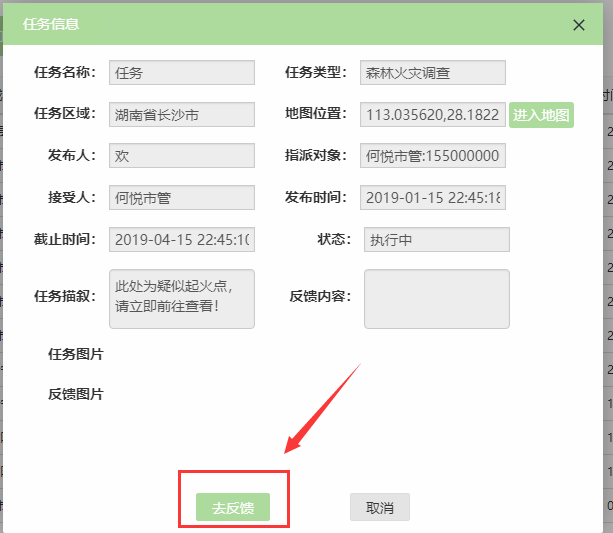 任务信息
任务名称： 任务 任务类型： 森林火灾调查
任务区域： 湖南省长沙市 地图位置： 113.035620,28.1822 进入地图
发布人： 欢 指派对象： 何悦市管:155000000
接受人： 何悦市管 发布时间： 2019-01-15 22:45:18
截止时间： 2019-04-15 22:45:10 状态： 执行中
任务描叙： 此处为疑似起火点， 反馈内容：
请立即前往查看！
任务图片
反馈图片
去反馈 取消